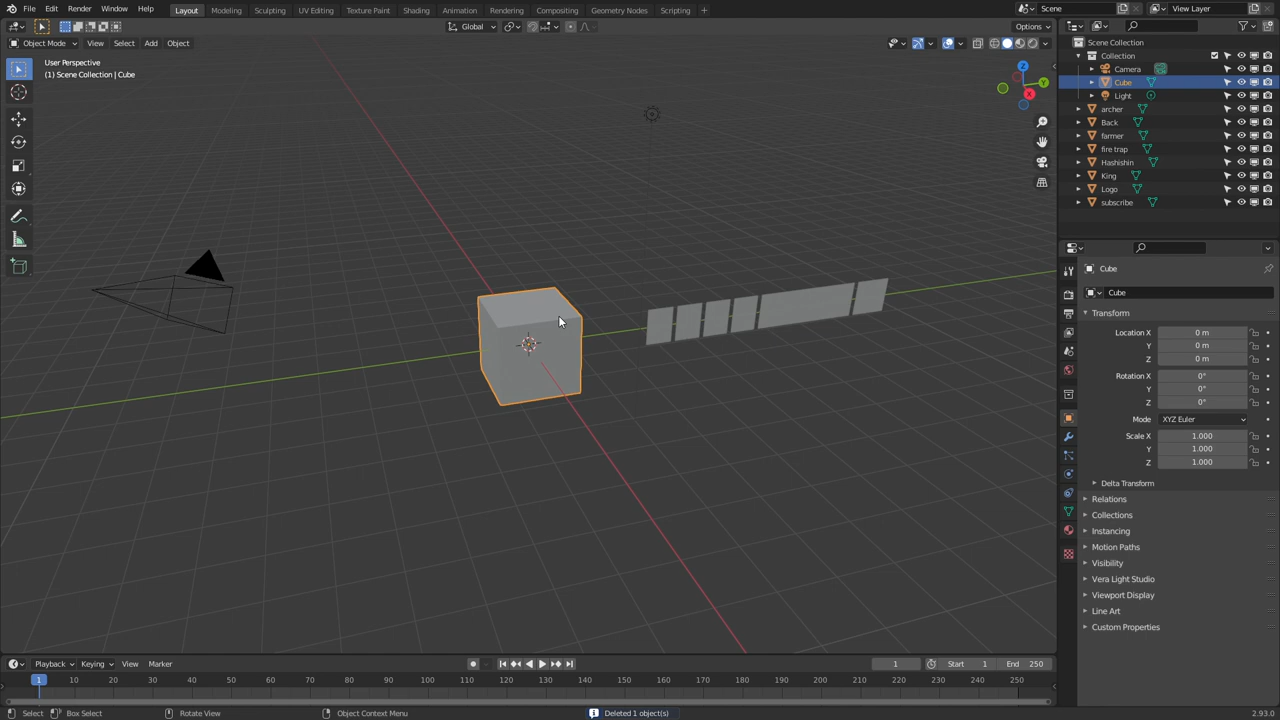 File Edit Render Window Help Layout Modeling Sculpting UV Editing Texture Paint Shading Animation Rendering Compositing Geometry Nodes Scripting + Scene View Layer
Global Options
Object Mode View Select Add Object
User Perspective
(1) Scene Collection | Cube
Z
Y
X
Scene Collection
Collection
Camera
Cube
Light
archer
Back
farmer
fire trap
Hashishin
King
Logo
subscribe
Cube
Cube
Transform
Location X 0 m
Y 0 m
Z 0 m
Rotation X 0°
Y 0°
Z 0°
Mode XYZ Euler
Scale X 1.000
Y 1.000
Z 1.000
Delta Transform
Relations
Collections
Instancing
Motion Paths
Visibility
Vera Light Studio
Viewport Display
Line Art
Custom Properties
Playback Keying View Marker 1 Start 1 End 250
1 10 20 30 40 50 60 70 80 90 100 110 120 130 140 150 160 170 180 190 200 210 220 230 240 250
Select Box Select Rotate View Object Context Menu Deleted 1 object(s) 2.93.0